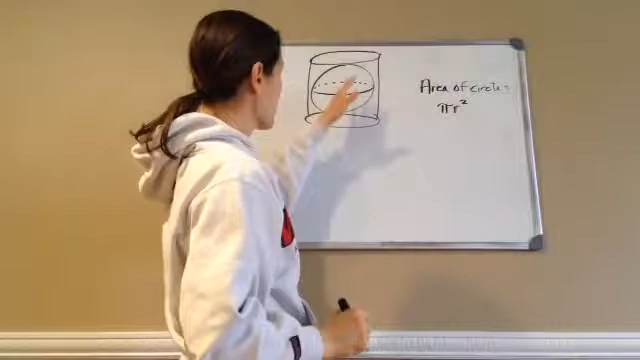 Area of circle:
πr²